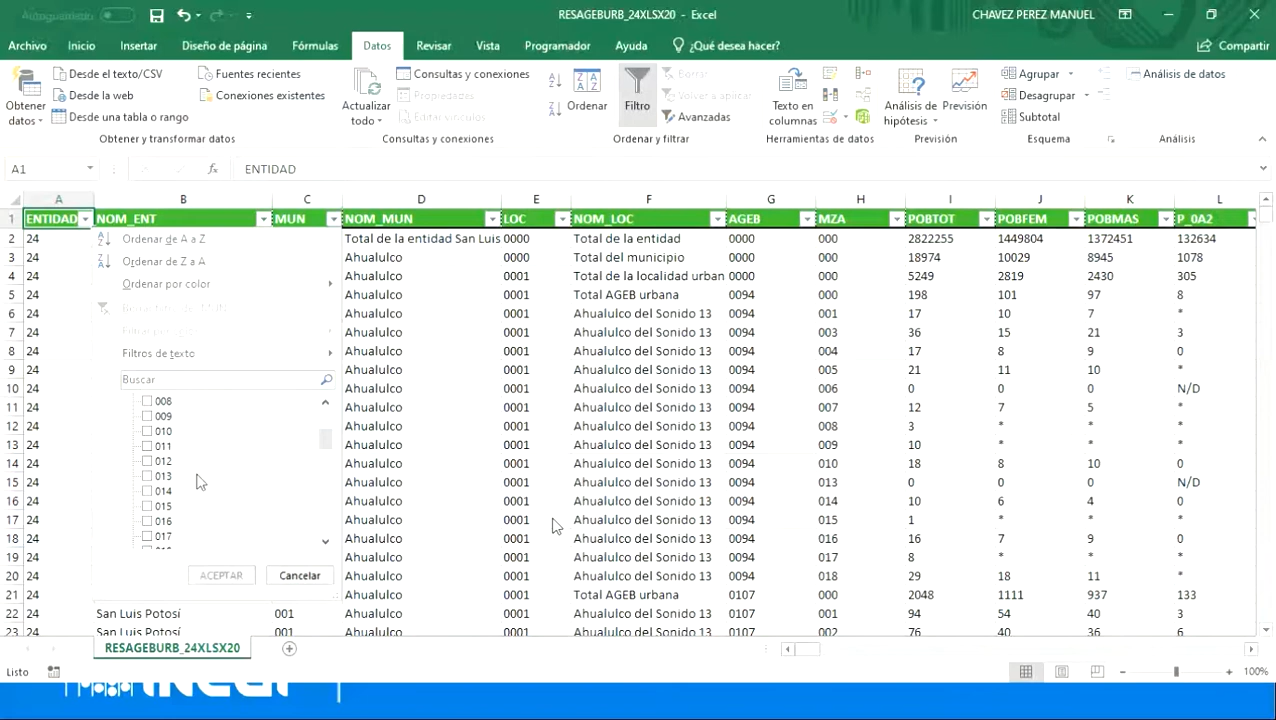 Autoguardado
RESAGEBURB_24XLSX20 - Excel
CHAVEZ PEREZ MANUEL
Archivo Inicio Insertar Diseño de página Fórmulas Datos Revisar Vista Programador Ayuda ¿Qué desea hacer? Compartir
Obtener datos
Desde el texto/CSV
Desde la web
Desde una tabla o rango
Fuentes recientes
Conexiones existentes
Obtener y transformar datos
Actualizar todo
Consultas y conexiones
Propiedades
Editar vínculos
Consultas y conexiones
Ordenar
Filtro
Borrar
Volver a aplicar
Avanzadas
Ordenar y filtrar
Texto en columnas
Herramientas de datos
Análisis de hipótesis
Previsión
Previsión
Agrupar
Desagrupar
Subtotal
Esquema
Análisis de datos
Análisis
A1 fx ENTIDAD
A B C D E F G H I J K L
1 ENTIDAD NOM_ENT MUN NOM_MUN LOC NOM_LOC AGEB MZA POBTOT POBFEM POBMAS P_0A2
2 24 Total de la entidad San Luis 0000 Total de la entidad 0000 000 2822255 1449804 1372451 132634
3 24 Ahualulco 0000 Total del municipio 0000 000 18974 10029 8945 1078
4 24 Ahualulco 0001 Total de la localidad urban 0000 000 5249 2819 2430 305
5 24 Ahualulco 0001 Total AGEB urbana 0094 000 198 101 97 8
6 24 Ahualulco 0001 Ahualulco del Sonido 13 0094 001 17 10 7 *
7 24 Ahualulco 0001 Ahualulco del Sonido 13 0094 003 36 15 21 3
8 24 Ahualulco 0001 Ahualulco del Sonido 13 0094 004 17 8 9 0
9 24 Ahualulco 0001 Ahualulco del Sonido 13 0094 005 21 11 10 *
10 24 Ahualulco 0001 Ahualulco del Sonido 13 0094 006 0 0 0 N/D
11 24 Ahualulco 0001 Ahualulco del Sonido 13 0094 007 12 7 5 *
12 24 Ahualulco 0001 Ahualulco del Sonido 13 0094 008 3 * * *
13 24 Ahualulco 0001 Ahualulco del Sonido 13 0094 009 10 * * *
14 24 Ahualulco 0001 Ahualulco del Sonido 13 0094 010 18 8 10 0
15 24 Ahualulco 0001 Ahualulco del Sonido 13 0094 013 0 0 0 N/D
16 24 Ahualulco 0001 Ahualulco del Sonido 13 0094 014 10 6 4 0
17 24 Ahualulco 0001 Ahualulco del Sonido 13 0094 015 1 * * *
18 24 Ahualulco 0001 Ahualulco del Sonido 13 0094 016 16 7 9 0
19 24 Ahualulco 0001 Ahualulco del Sonido 13 0094 017 8 * * *
20 24 Ahualulco 0001 Ahualulco del Sonido 13 0094 018 29 18 11 *
21 24 Ahualulco 0001 Total AGEB urbana 0107 000 2048 1111 937 133
22 24 San Luis Potosí 001 Ahualulco 0001 Ahualulco del Sonido 13 0107 001 94 54 40 3
23 24 San Luis Potosí 001 Ahualulco 0001 Ahualulco del Sonido 13 0107 002 76 40 36 6
Ordenar de A a Z
Ordenar de Z a A
Ordenar por color
Filtros de texto
Buscar
008
009
010
011
012
013
014
015
016
017
ACEPTAR Cancelar
RESAGEBURB_24XLSX20
Listo 100%